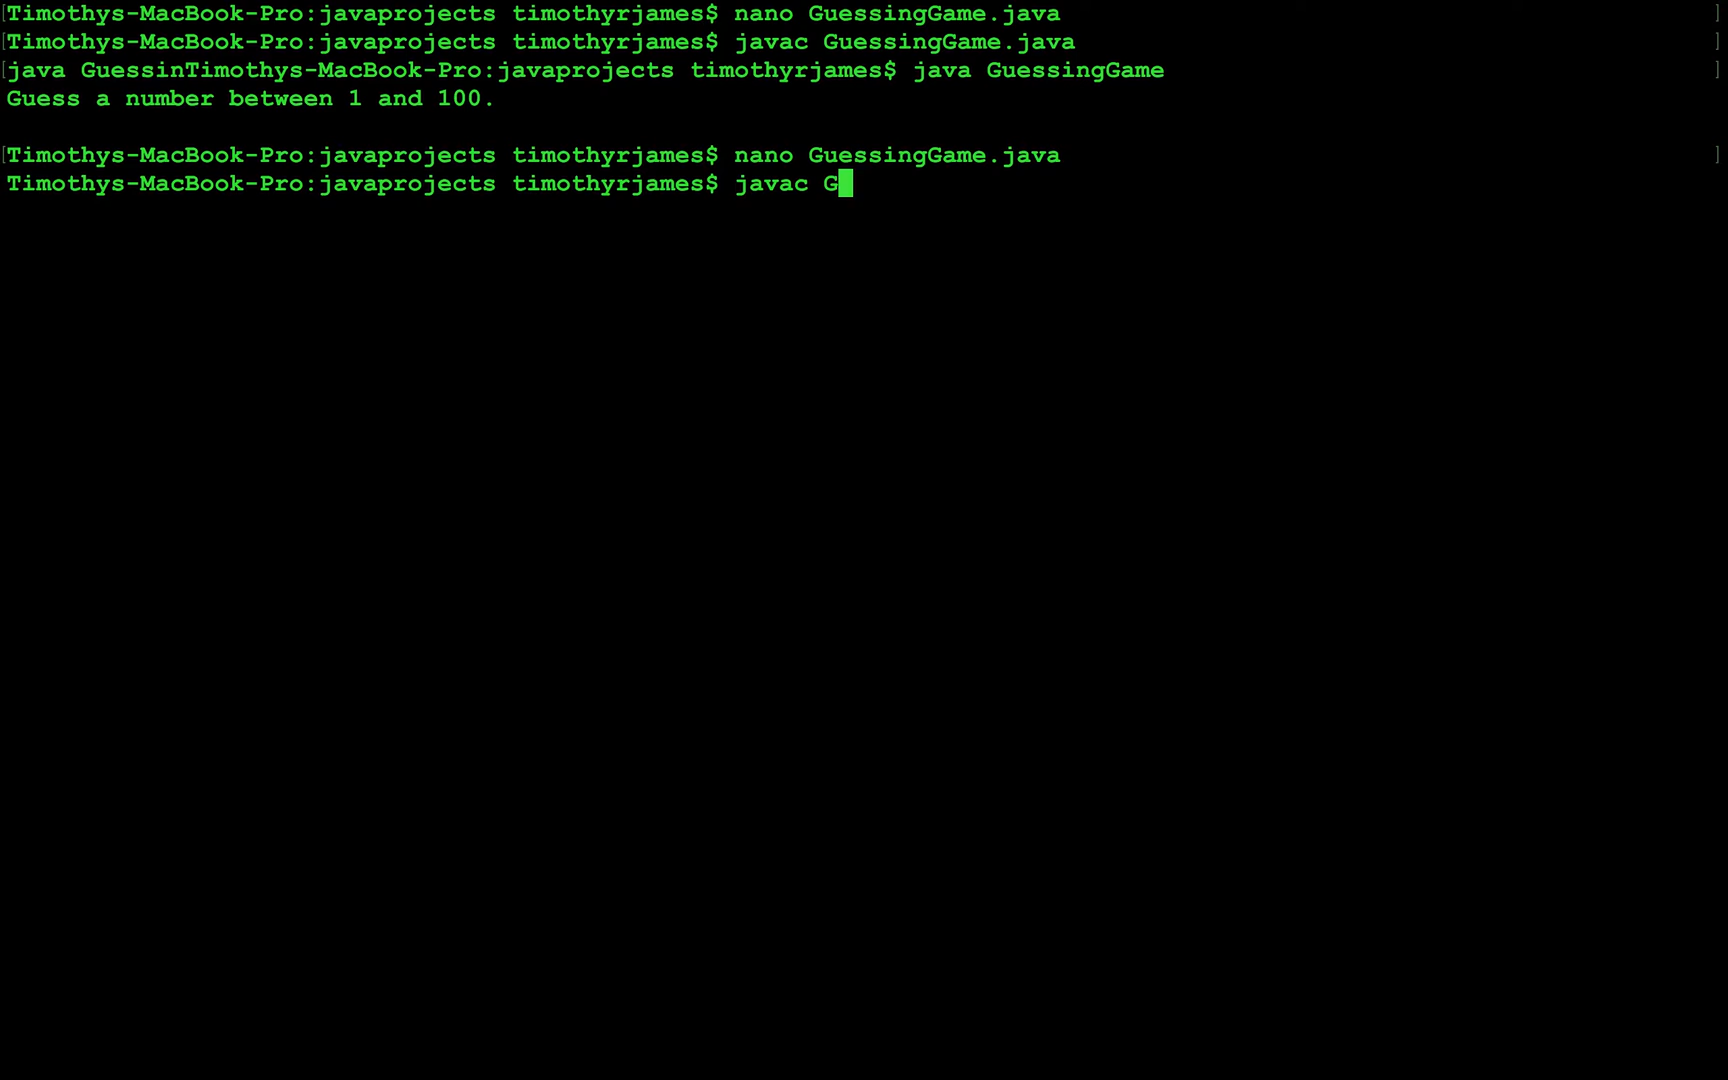 [Timothys-MacBook-Pro:javaprojects timothyrjames$ nano GuessingGame.java ]
[Timothys-MacBook-Pro:javaprojects timothyrjames$ javac GuessingGame.java ]
[java GuessinTimothys-MacBook-Pro:javaprojects timothyrjames$ java GuessingGame ]
Guess a number between 1 and 100.
[Timothys-MacBook-Pro:javaprojects timothyrjames$ nano GuessingGame.java ]
Timothys-MacBook-Pro:javaprojects timothyrjames$ javac G